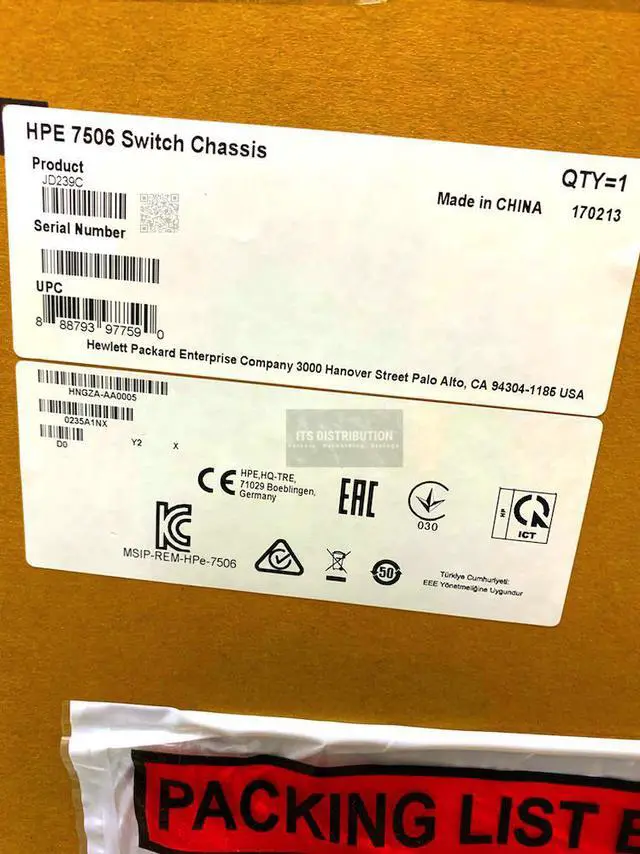 HPE 7506 Switch Chassis
Product
JD239C
QTY=1
Made in CHINA 170213
Serial Number
UPC
8 88793 97759 0
Hewlett Packard Enterprise Company 3000 Hanover Street Palo Alto, CA 94304-1185 USA
HNGZA-AA0005
0235A1NX
D0 Y2 X
ITS DISTRIBUTION
CE
HPE,HQ-TRE,
71029 Boeblingen,
Germany
EAC
030
HP
ICT
KC
MSIP-REM-HPe-7506
50
Türkiye Cumhuriyeti:
EEE Yönetmeliğine Uygundur
PACKING LIST E